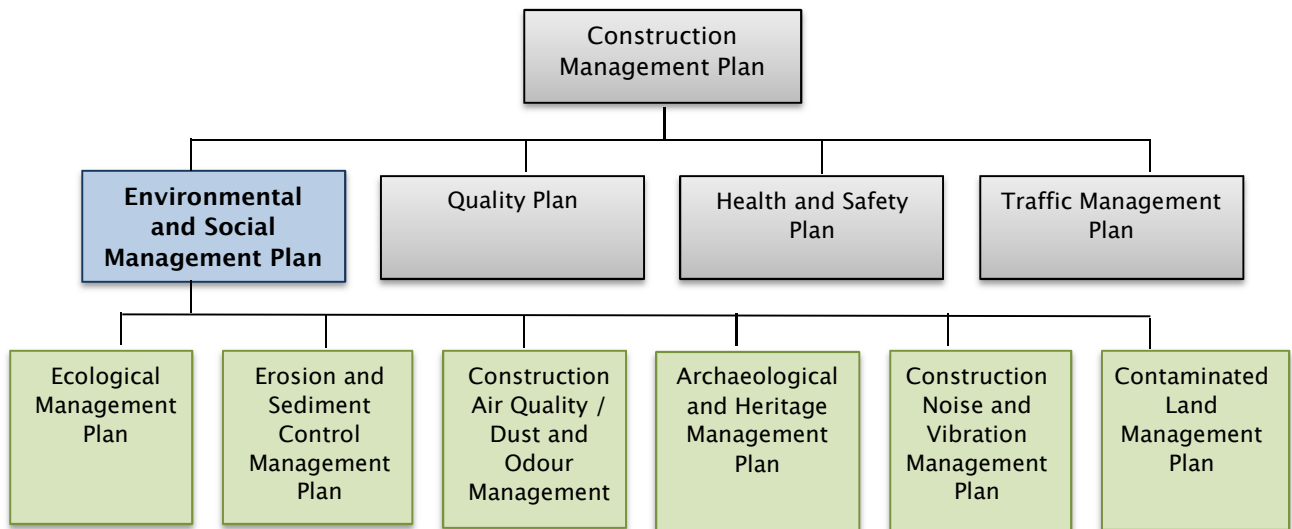 Construction
Management Plan
Environmental
and Social
Management Plan
Quality Plan
Health and Safety
Plan
Traffic Management
Plan
Ecological
Management
Plan
Erosion and
Sediment
Control
Management
Plan
Construction
Air Quality /
Dust and
Odour
Management
Archaeological
and Heritage
Management
Plan
Construction
Noise and
Vibration
Management
Plan
Contaminated
Land
Management
Plan